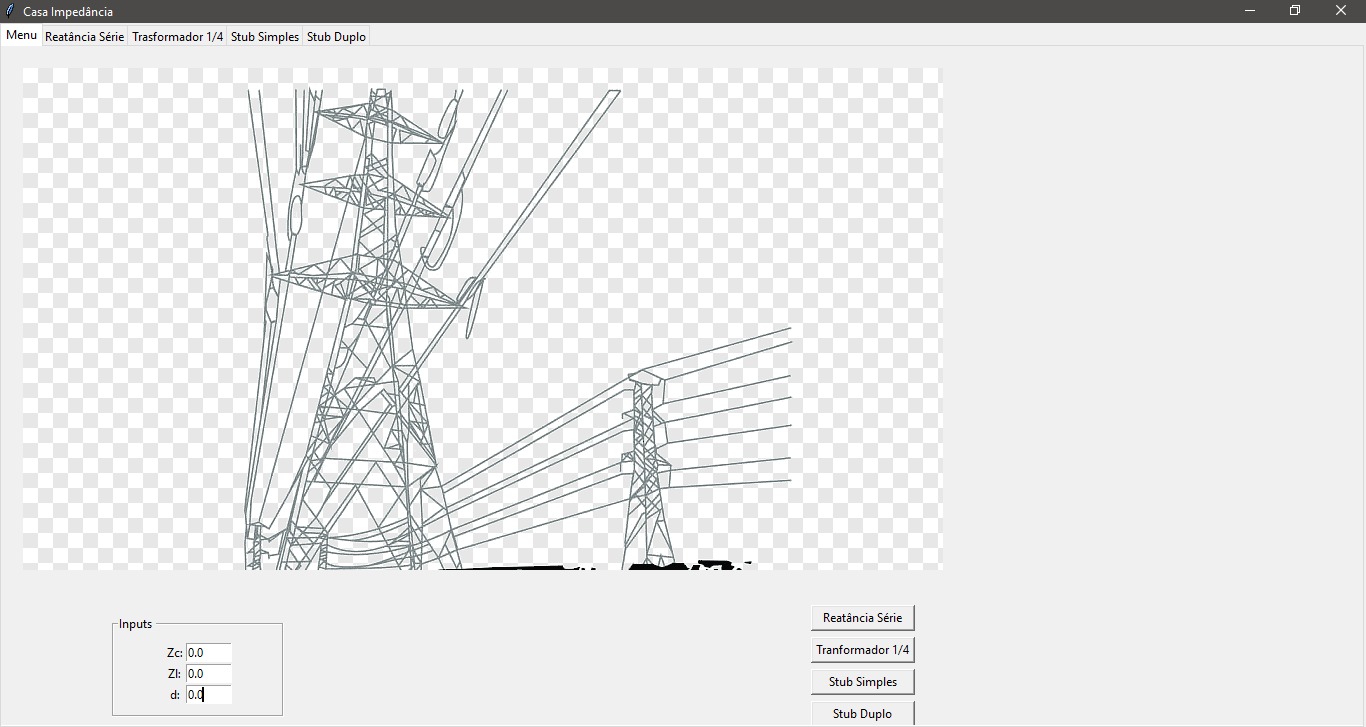 Casa Impedância
Menu Reatância Série Trasformador 1/4 Stub Simples Stub Duplo
Inputs
Zc: 0.0
Zl: 0.0
d: 0.0
Reatância Série
Tranformador 1/4
Stub Simples
Stub Duplo